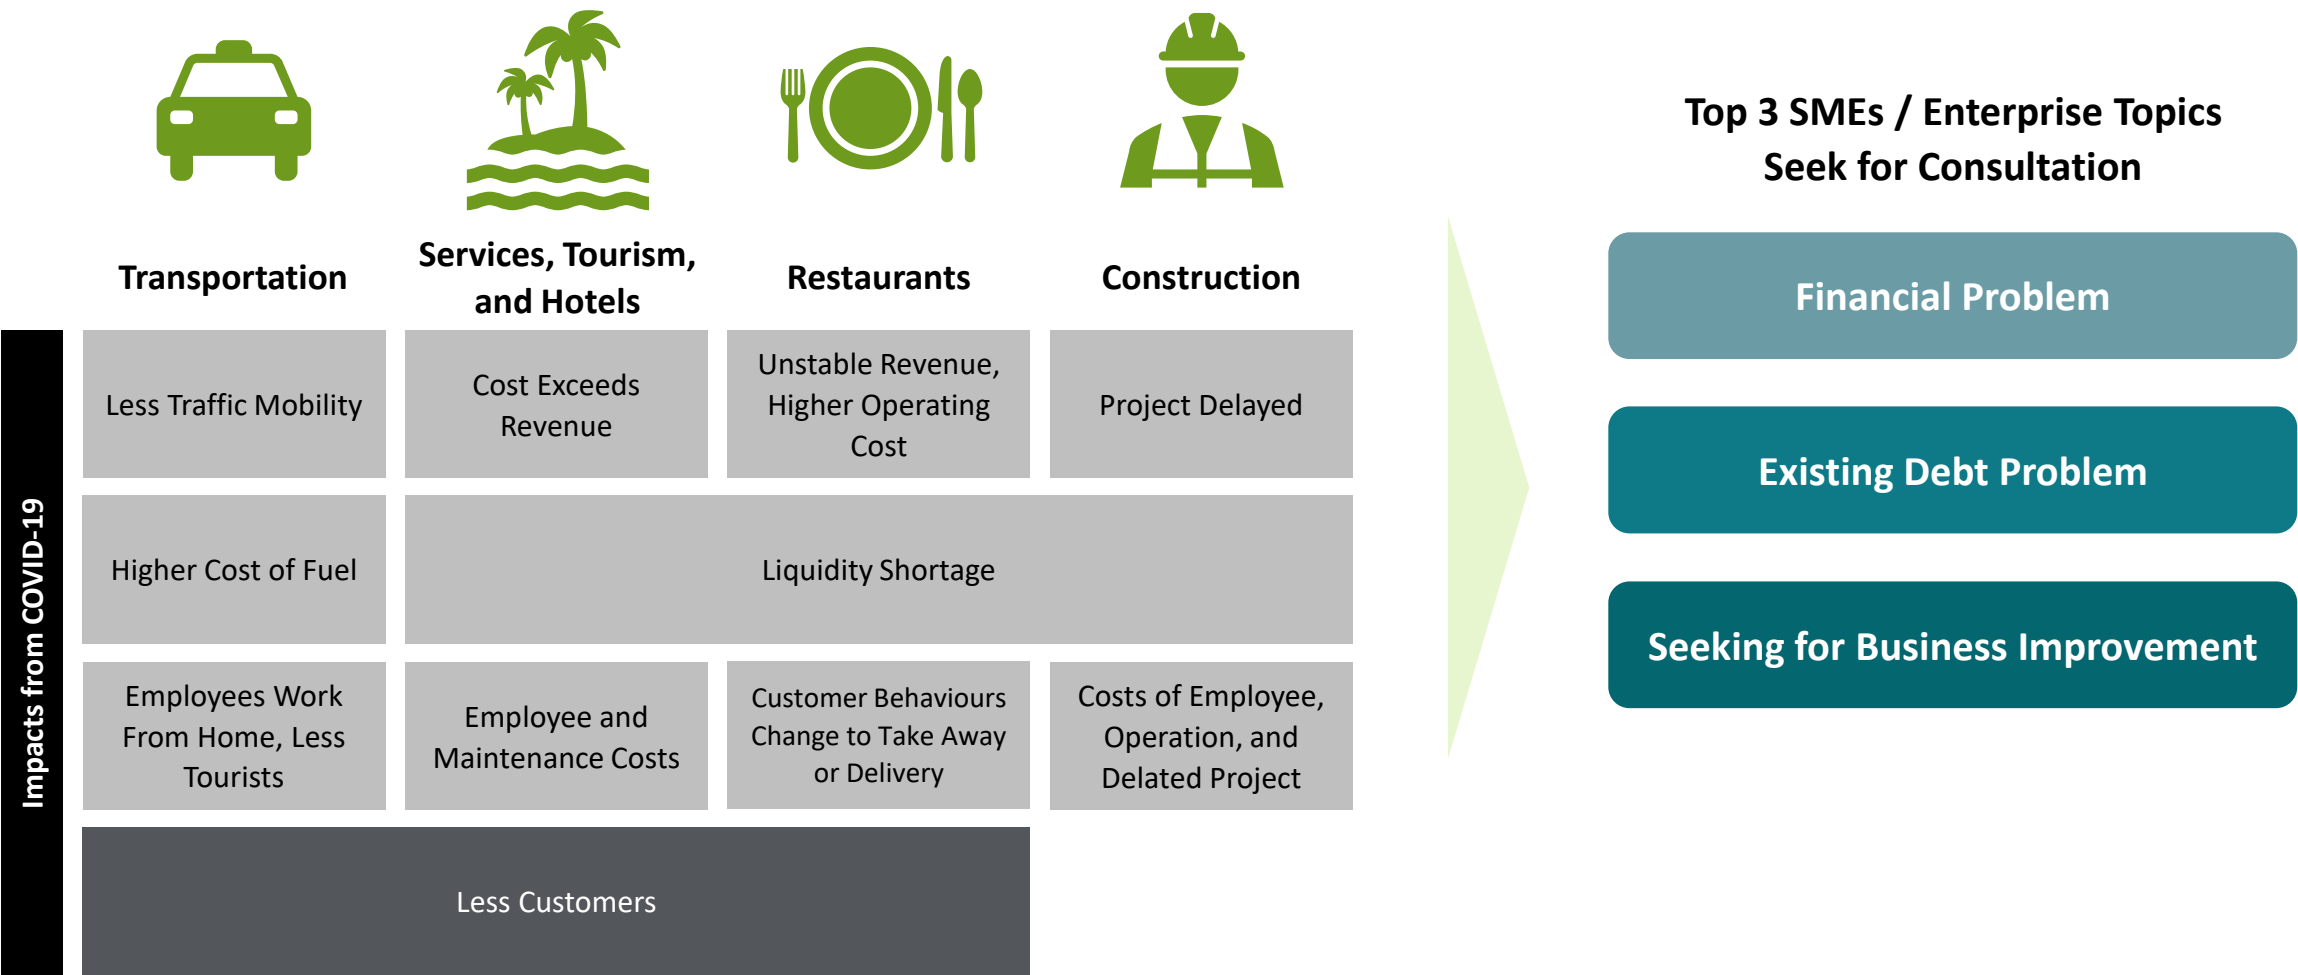 Top 3 SMEs / Enterprise Topics
Seek for Consultation
Transportation
Services, Tourism,
and Hotels
Restaurants
Construction
Impacts from COVID-19
Less Traffic Mobility
Cost Exceeds
Revenue
Unstable Revenue,
Higher Operating
Cost
Project Delayed
Higher Cost of Fuel
Liquidity Shortage
Employees Work
From Home, Less
Tourists
Employee and
Maintenance Costs
Customer Behaviours
Change to Take Away
or Delivery
Costs of Employee,
Operation, and
Delated Project
Less Customers
Financial Problem
Existing Debt Problem
Seeking for Business Improvement